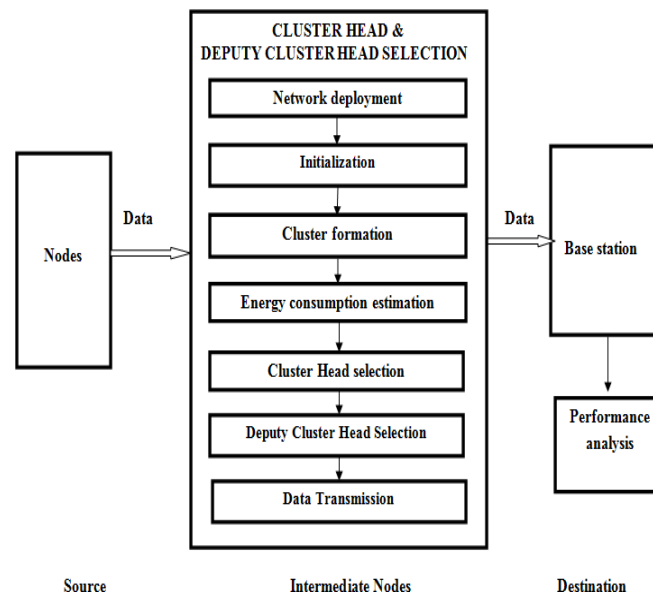 CLUSTER HEAD &
DEPUTY CLUSTER HEAD SELECTION
Network deployment
Initialization
Data
Cluster formation
Data
Nodes
Base station
Energy consumption estimation
Cluster Head selection
Deputy Cluster Head Selection
Performance
analysis
Data Transmission
Source
Intermediate Nodes
Destination